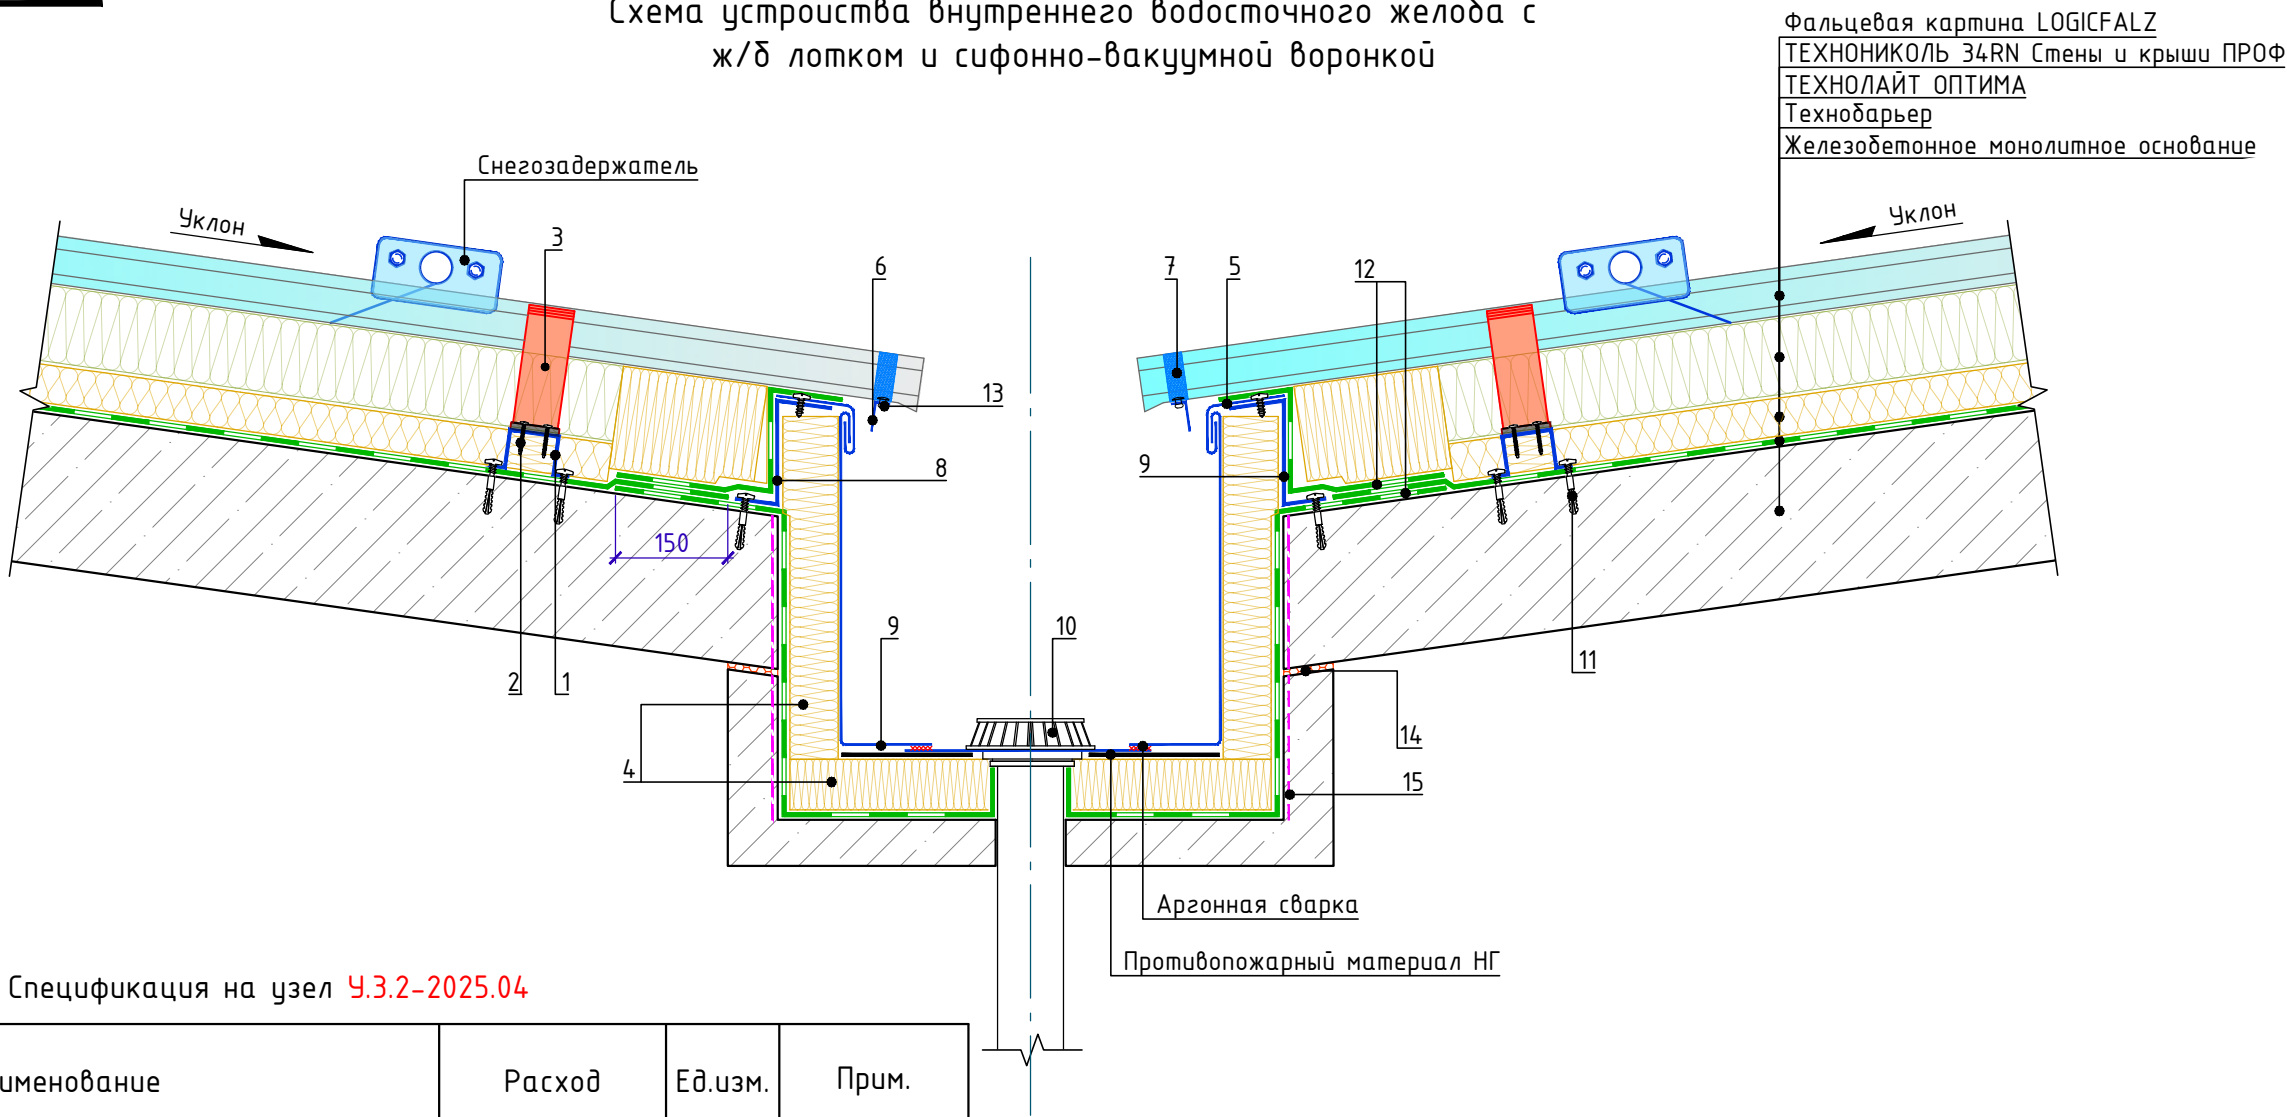 Схема устройства внутреннего водосточного желоба с
ж/б лотком и сифонно-вакуумной воронкой
Фальцевая картина LOGICFALZ
ТЕХНОНИКОЛЬ 34RN Стены и крыши ПРОФ
ТЕХНОЛАЙТ ОПТИМА
Технобарьер
Железобетонное монолитное основание
Снегозадержатель
Уклон
Уклон
3
6
7
5
12
13
8
9
150
9
10
2
1
11
14
4
15
Аргонная сварка
Противопожарный материал НГ
Спецификация на узел У.3.2-2025.04
именование
Расход
Ед.изм.
Прим.